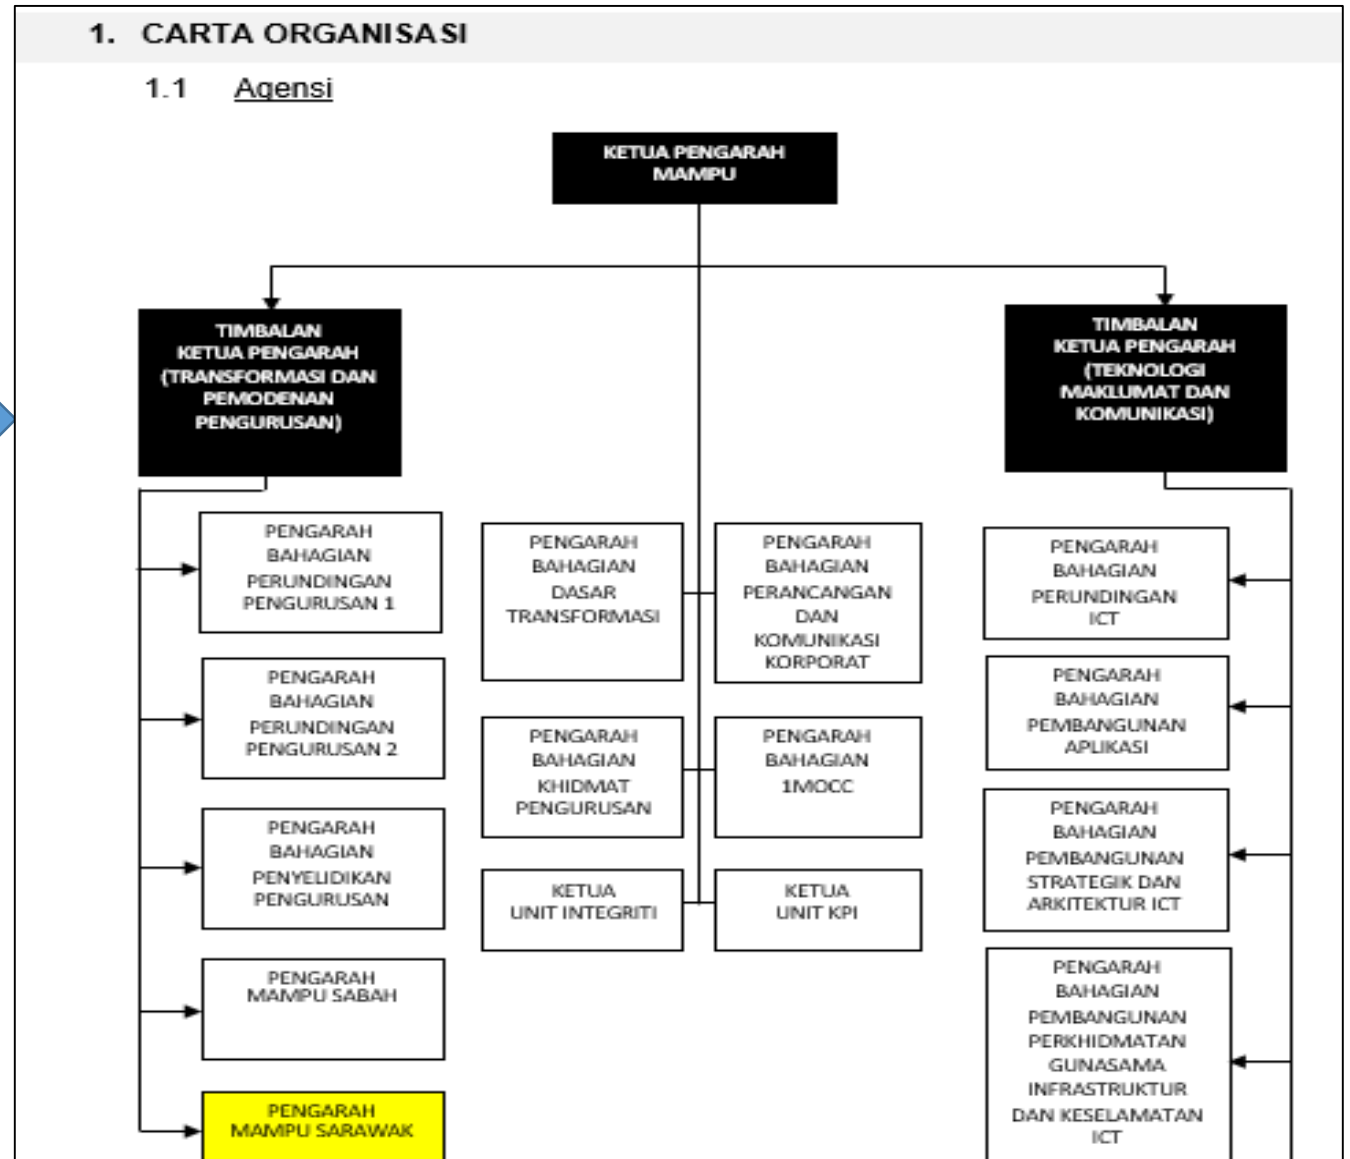 1. CARTA ORGANISASI
1.1 Agensi
KETUA PENGARAH
MAMPU
TIMBALAN
KETUA PENGARAH
(TRANSFORMASI DAN
PEMODENAN
PENGURUSAN)
TIMBALAN
KETUA PENGARAH
(TEKNOLOGI
MAKLUMAT DAN
KOMUNIKASI)
PENGARAH
BAHAGIAN
PERUNDINGAN
PENGURUSAN 1
PENGARAH
BAHAGIAN
PERUNDINGAN
PENGURUSAN 2
PENGARAH
BAHAGIAN
PENYELIDIKAN
PENGURUSAN
PENGARAH
MAMPU SABAH
PENGARAH
MAMPU SARAWAK
PENGARAH
BAHAGIAN
DASAR
TRANSFORMASI
PENGARAH
BAHAGIAN
PERANCANGAN
DAN
KOMUNIKASI
KORPORAT
PENGARAH
BAHAGIAN
KHIDMAT
PENGURUSAN
PENGARAH
BAHAGIAN
1MOCC
KETUA
UNIT INTEGRITI
KETUA
UNIT KPI
PENGARAH
BAHAGIAN
PERUNDINGAN
ICT
PENGARAH
BAHAGIAN
PEMBANGUNAN
APLIKASI
PENGARAH
BAHAGIAN
PEMBANGUNAN
STRATEGIK DAN
ARKITEKTUR ICT
PENGARAH
BAHAGIAN
PEMBANGUNAN
PERKHIDMATAN
GUNASAMA
INFRASTRUKTUR
DAN KESELAMATAN
ICT